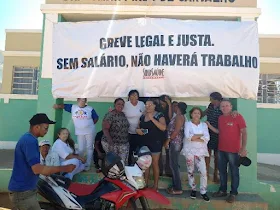 GREVE LEGAL E JUSTA.
SEM SALÁRIO, NÃO HAVERÁ TRABALHO